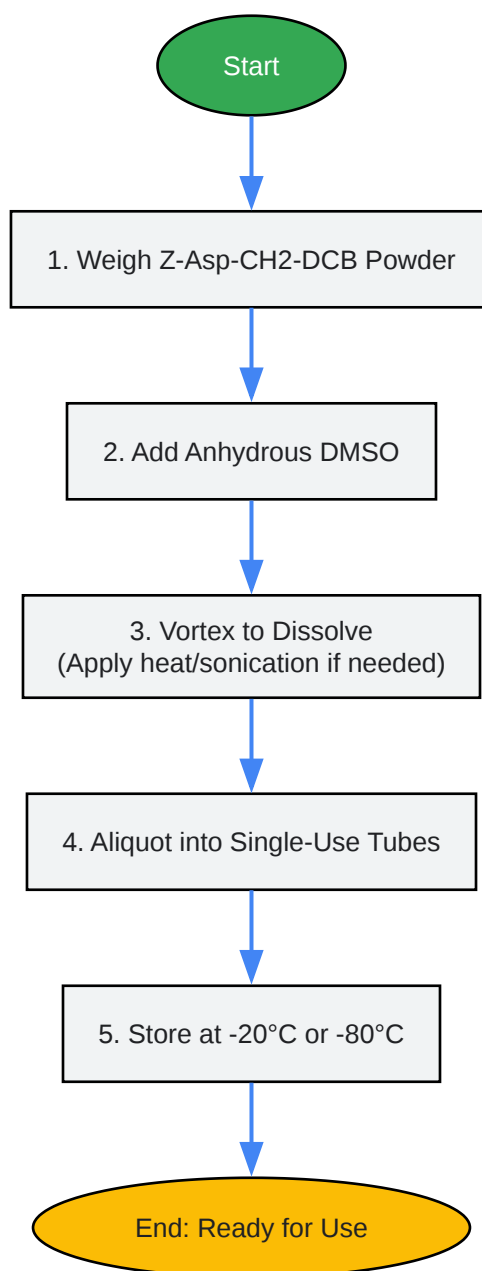 Start
1. Weigh Z-Asp-CH2-DCB Powder
2. Add Anhydrous DMSO
3. Vortex to Dissolve
(Apply heat/sonication if needed)
4. Aliquot into Single-Use Tubes
5. Store at -20°C or -80°C
End: Ready for Use